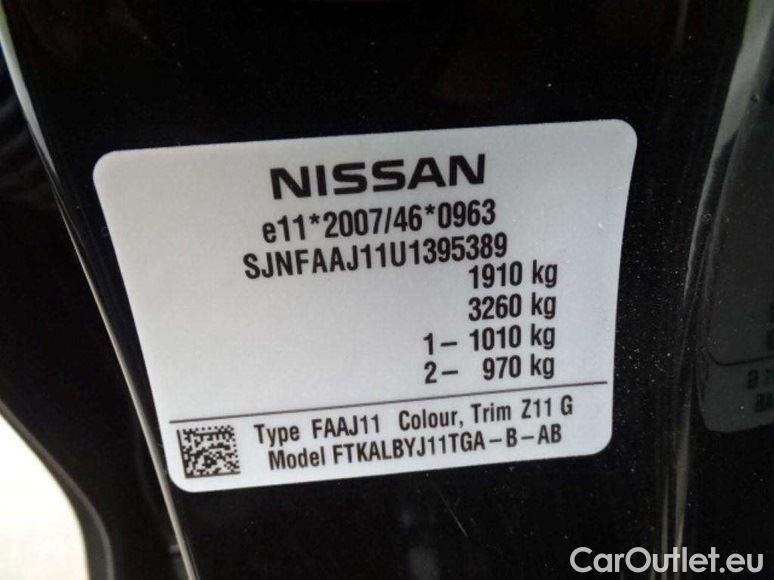 NISSAN
e11*2007/46*0963
SJNFAAJ11U1395389
1910 kg
3260 kg
1- 1010 kg
2- 970 kg
Type FAAJ11 Colour, Trim Z11 G
Model FTKALBYJ11TGA-B-AB
CarOutlet.eu